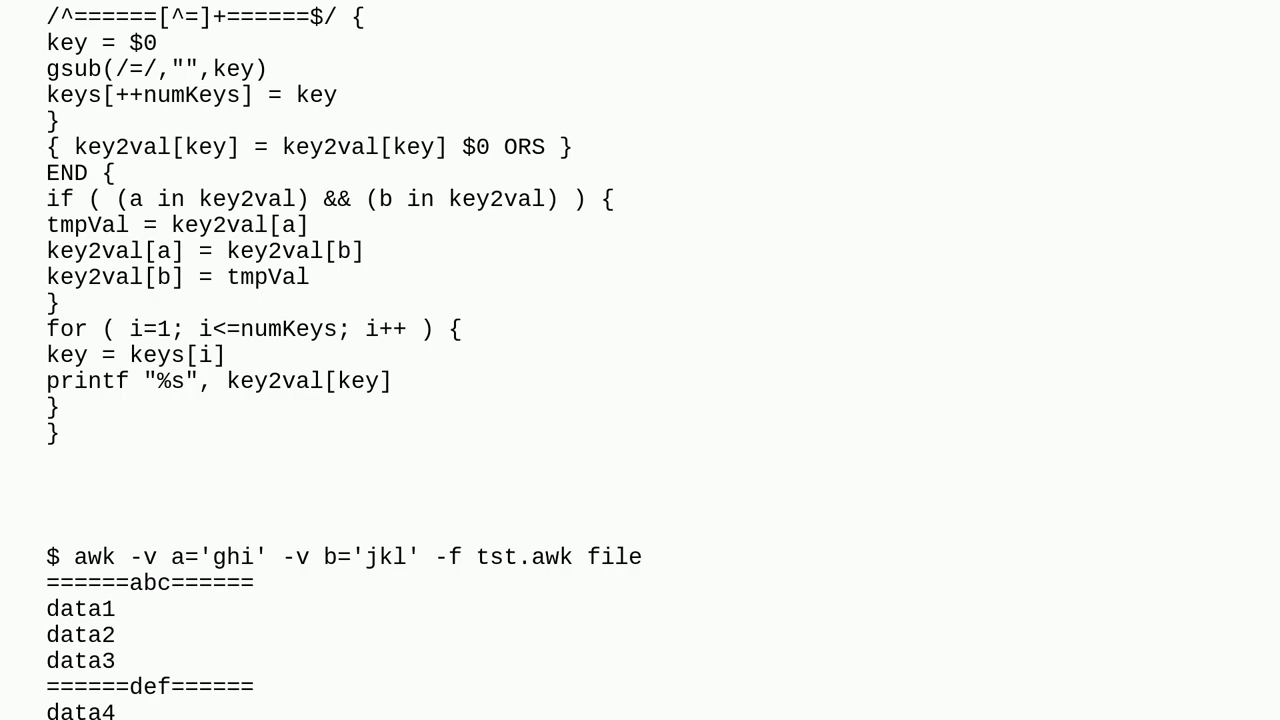 /^======[^=]+======$/ {
key = $0
gsub(/=/,"",key)
keys[++numKeys] = key
}
{ key2val[key] = key2val[key] $0 ORS }
END {
if ( (a in key2val) && (b in key2val) ) {
tmpVal = key2val[a]
key2val[a] = key2val[b]
key2val[b] = tmpVal
}
for ( i=1; i<=numKeys; i++ ) {
key = keys[i]
printf "%s", key2val[key]
}
}
$ awk -v a='ghi' -v b='jkl' -f tst.awk file
======abc======
data1
data2
data3
======def======
data4